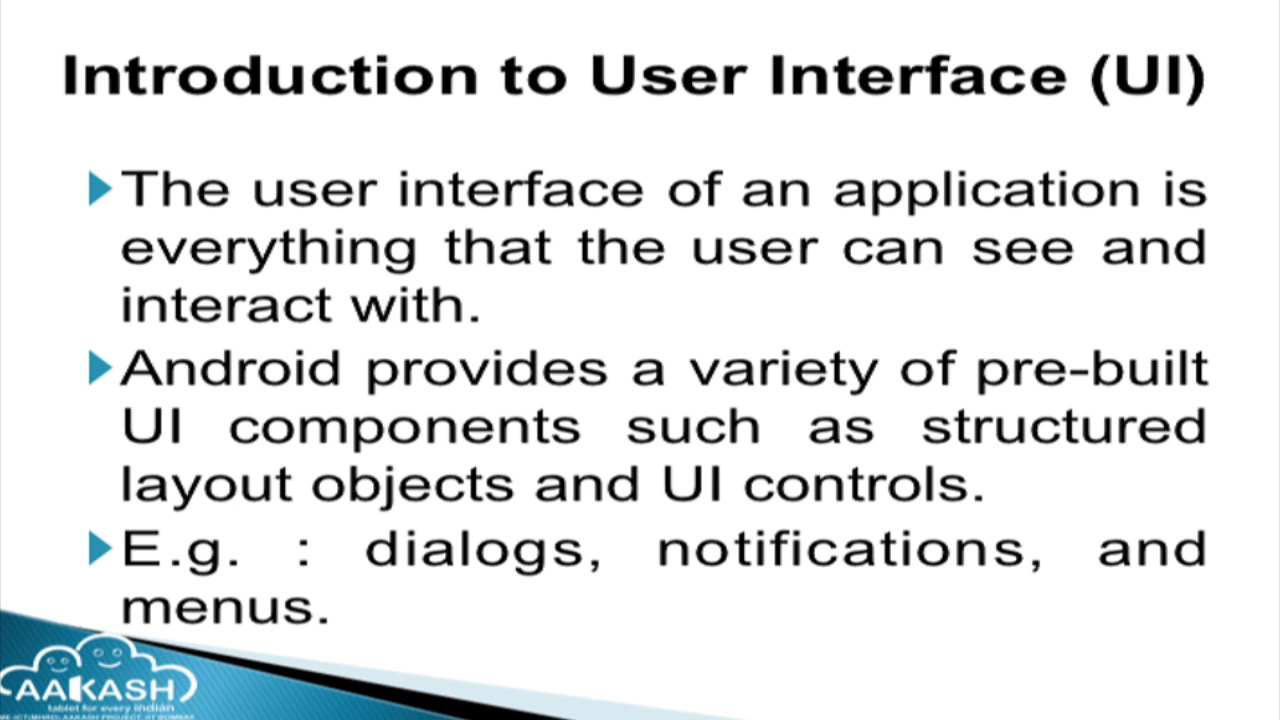 Introduction to User Interface (UI)
The user interface of an application is
everything that the user can see and
interact with.
Android provides a variety of pre-built
UI components such as structured
layout objects and UI controls.
E.g. : dialogs, notifications, and
menus.
AAKASH
tablet for every indian